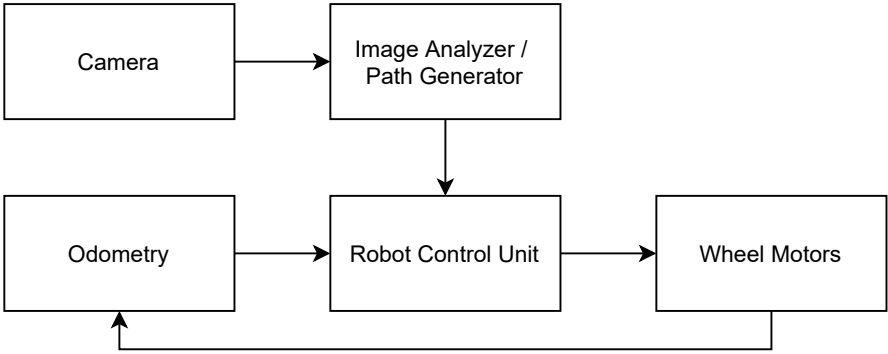 Camera
Image Analyzer /
Path Generator
Odometry
Robot Control Unit
Wheel Motors